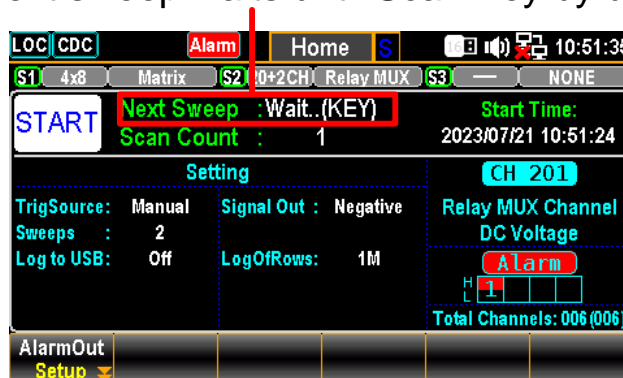 LOC CDC Alarm Home S 10:51:35
S1 4x8 Matrix S2 20+2CH Relay MUX S3 — NONE
START
Next Sweep :Wait..(KEY)
Scan Count : 1
Start Time:
2023/07/21 10:51:24
Setting
TrigSource: Manual Signal Out : Negative
Sweeps : 2
Log to USB: Off LogOfRows: 1M
CH 201
Relay MUX Channel
DC Voltage
Alarm
H 1
L
Total Channels: 006 (006)
AlarmOut
Setup